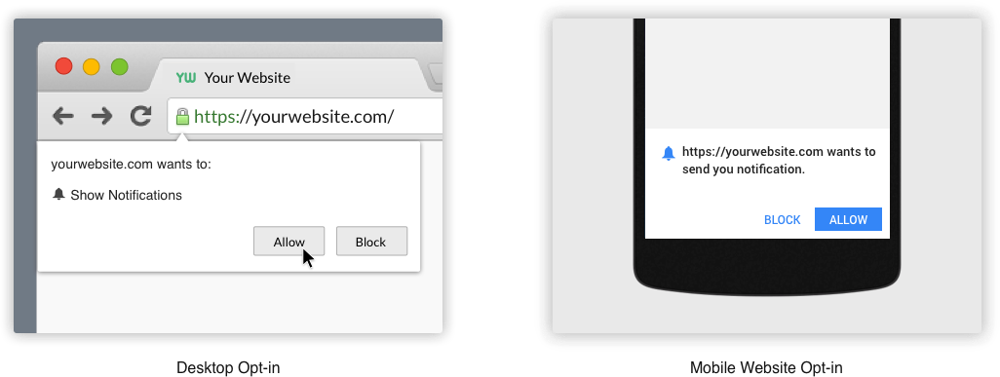 YW Your Website
https://yourwebsite.com/
yourwebsite.com wants to:
Show Notifications
Allow Block
Desktop Opt-in
https://yourwebsite.com wants to
send you notification.
BLOCK ALLOW
Mobile Website Opt-in